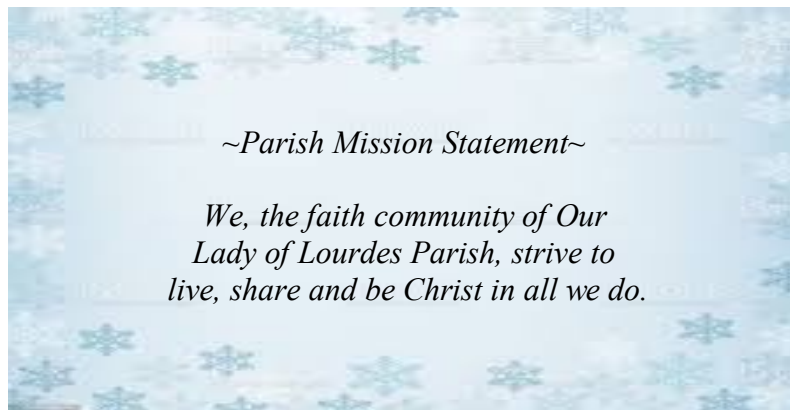 ~Parish Mission Statement~
We, the faith community of Our
Lady of Lourdes Parish, strive to
live, share and be Christ in all we do.